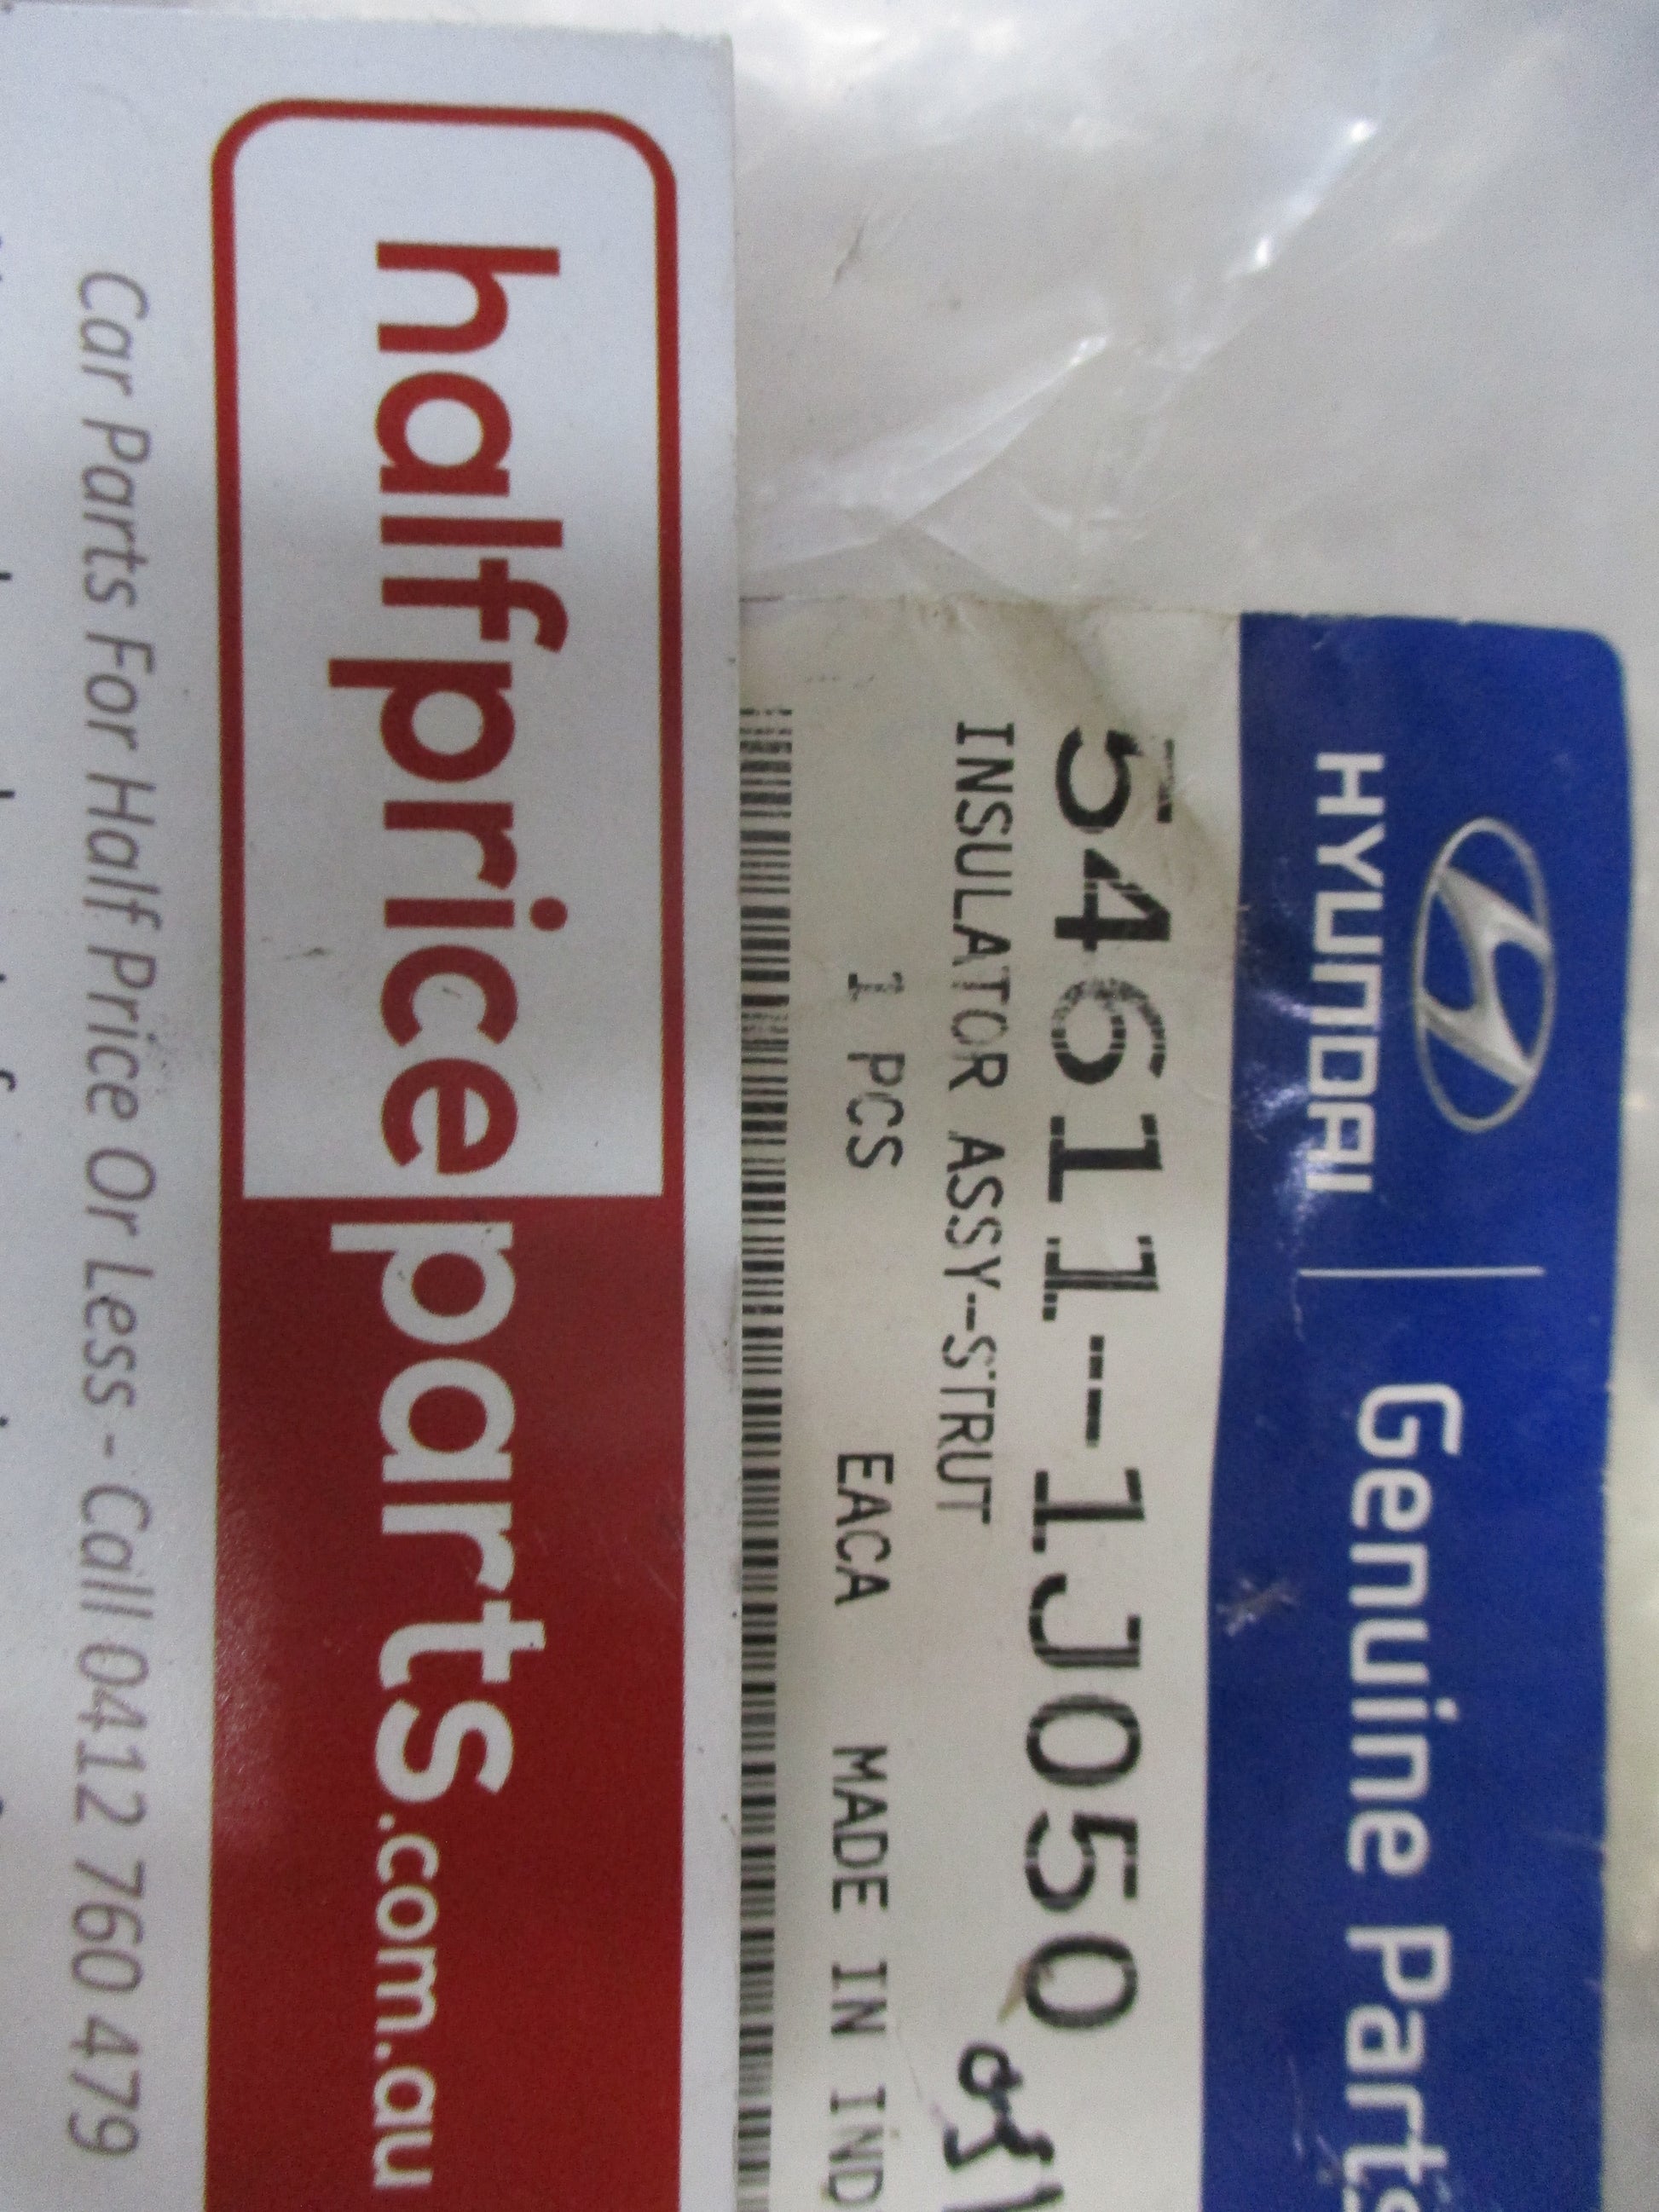 HYUNDAI | Genuine Parts
54611--1J050
INSULATOR ASSY--STRUT
1 PCS EACA MADE IN IND
halfpriceparts.com.au
Car Parts For Half Price Or Less - Call 0412 760 479